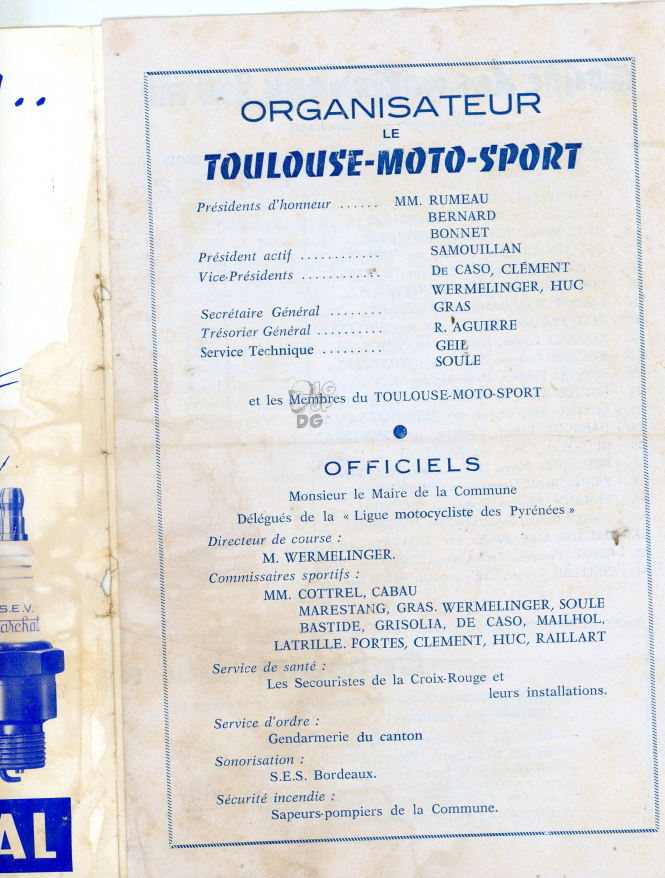 ORGANISATEUR
LE
TOULOUSE-MOTO-SPORT
Présidents d'honneur ...... MM. RUMEAU
BERNARD
BONNET
Président actif ............ SAMOUILLAN
Vice-Présidents ............ DE CASO, CLÉMENT
WERMELINGER, HUC
Secrétaire Général ........ GRAS
Trésorier Général .......... R. AGUIRRE
Service Technique ......... GEIL
SOULE
et les Membres du TOULOUSE-MOTO-SPORT
DG
OFFICIELS
Monsieur le Maire de la Commune
Délégués de la « Ligue motocycliste des Pyrénées »
Directeur de course :
M. WERMELINGER.
Commissaires sportifs :
MM. COTTREL, CABAU
MARESTANG, GRAS. WERMELINGER, SOULE
BASTIDE, GRISOLIA, DE CASO, MAILHOL,
LATRILLE. FORTES, CLEMENT, HUC, RAILLART
Service de santé :
Les Secouristes de la Croix-Rouge et
leurs installations.
Service d'ordre :
Gendarmerie du canton
Sonorisation :
S.E.S. Bordeaux.
Sécurité incendie :
Sapeurs-pompiers de la Commune.
S.E.V.
archal
AL